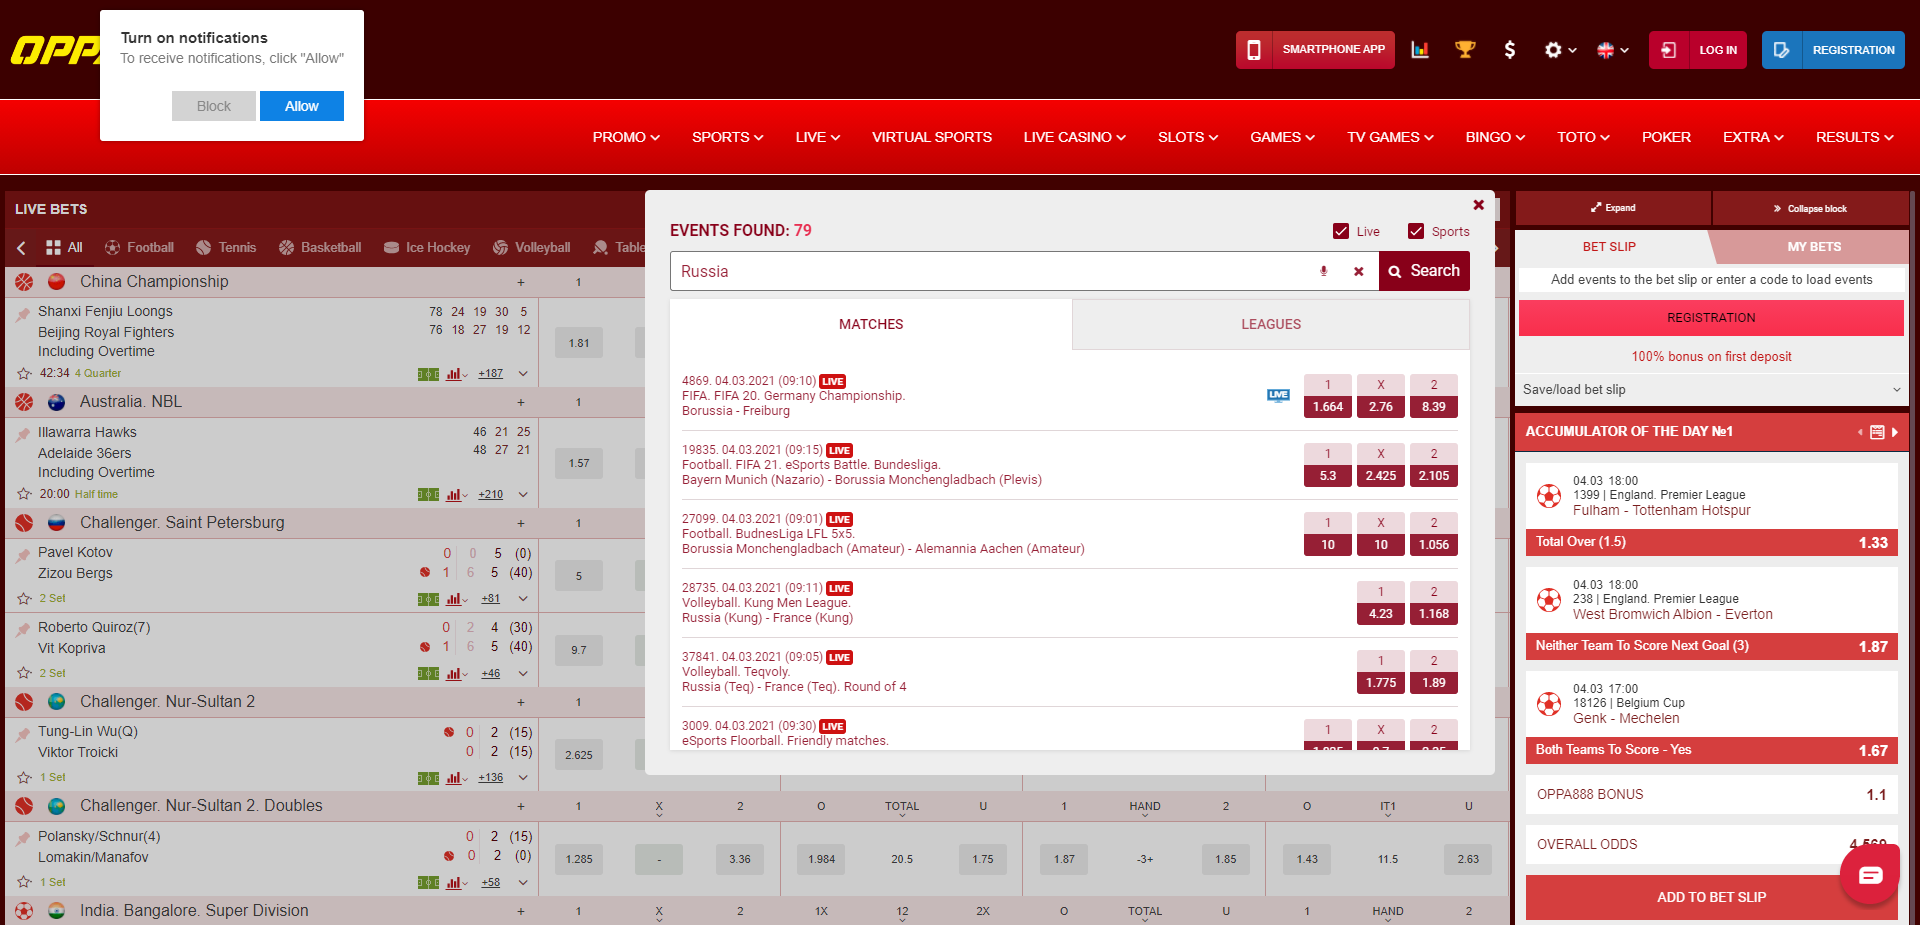 Turn on notifications
To receive notifications, click "Allow"
Block
Allow
SMARTPHONE APP
LOG IN
REGISTRATION
PROMO
SPORTS
LIVE
VIRTUAL SPORTS
LIVE CASINO
SLOTS
GAMES
TV GAMES
BINGO
TOTO
POKER
EXTRA
RESULTS
LIVE BETS
All
Football
Tennis
Basketball
Ice Hockey
Volleyball
China Championship + 1
Shanxi Fenjiu Loongs 78 24 19 30 5
Beijing Royal Fighters 76 18 27 19 12
Including Overtime
1.81
42:34 4 Quarter +187
Australia. NBL + 1
Illawarra Hawks 46 21 25
Adelaide 36ers 48 27 21
Including Overtime
1.57
20:00 Half time +210
Challenger. Saint Petersburg + 1
Pavel Kotov 0 0 5 (0)
Zizou Bergs 1 6 5 (40)
5
2 Set +81
Roberto Quiroz(7) 0 2 4 (30)
Vit Kopriva 1 6 5 (40)
9.7
2 Set +46
Challenger. Nur-Sultan 2 + 1
Tung-Lin Wu(Q) 0 2 (15)
Viktor Troicki 0 2 (15)
2.625
1 Set +136
Challenger. Nur-Sultan 2. Doubles + 1 X 2 O TOTAL U 1 HAND 2 O IT1 U
Polansky/Schnur(4) 0 2 (15)
Lomakin/Manafov 0 2 (0)
1.285 - 3.36 1.984 20.5 1.75 1.87 -3+ 1.85 1.43 11.5 2.63
1 Set +58
India. Bangalore. Super Division + 1 X 2 1X 12 2X O TOTAL U 1 HAND 2
EVENTS FOUND: 79
Live
Sports
Russia
Search
MATCHES
LEAGUES
4869. 04.03.2021 (09:10) LIVE
FIFA. FIFA 20. Germany Championship.
Borussia - Freiburg
LIVE
1 X 2
1.664 2.76 8.39
19835. 04.03.2021 (09:15) LIVE
Football. FIFA 21. eSports Battle. Bundesliga.
Bayern Munich (Nazario) - Borussia Monchengladbach (Plevis)
1 X 2
5.3 2.425 2.105
27099. 04.03.2021 (09:01) LIVE
Football. BudnesLiga LFL 5x5.
Borussia Monchengladbach (Amateur) - Alemannia Aachen (Amateur)
1 X 2
10 10 1.056
28735. 04.03.2021 (09:11) LIVE
Volleyball. Kung Men League.
Russia (Kung) - France (Kung)
1 2
4.23 1.168
37841. 04.03.2021 (09:05) LIVE
Volleyball. Teqvoly.
Russia (Teq) - France (Teq). Round of 4
1 2
1.775 1.89
3009. 04.03.2021 (09:30) LIVE
eSports Floorball. Friendly matches.
1 X 2
Expand
Collapse block
BET SLIP
MY BETS
Add events to the bet slip or enter a code to load events
REGISTRATION
100% bonus on first deposit
Save/load bet slip
ACCUMULATOR OF THE DAY №1
04.03 18:00
1399 | England. Premier League
Fulham - Tottenham Hotspur
Total Over (1.5) 1.33
04.03 18:00
238 | England. Premier League
West Bromwich Albion - Everton
Neither Team To Score Next Goal (3) 1.87
04.03 17:00
18126 | Belgium Cup
Genk - Mechelen
Both Teams To Score - Yes 1.67
OPPA888 BONUS 1.1
OVERALL ODDS
ADD TO BET SLIP